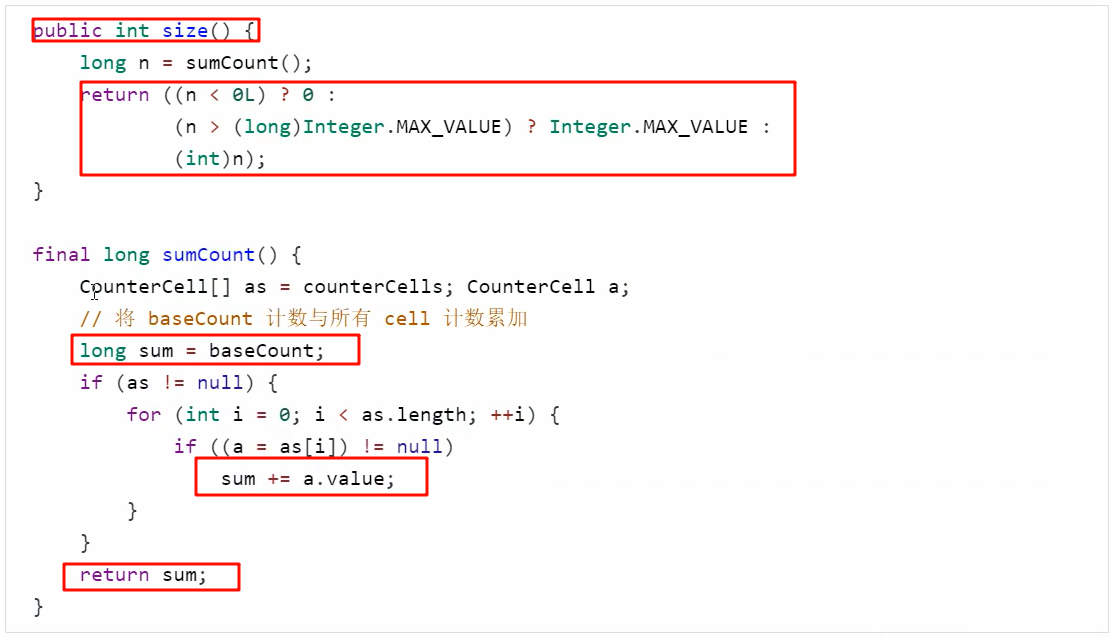 public int size() {
    long n = sumCount();
    return ((n < 0L) ? 0 :
            (n > (long)Integer.MAX_VALUE) ? Integer.MAX_VALUE :
            (int)n);
}
final long sumCount() {
    CounterCell[] as = counterCells; CounterCell a;
    // 将 baseCount 计数与所有 cell 计数累加
    long sum = baseCount;
    if (as != null) {
        for (int i = 0; i < as.length; ++i) {
            if ((a = as[i]) != null)
                sum += a.value;
        }
    }
    return sum;
}